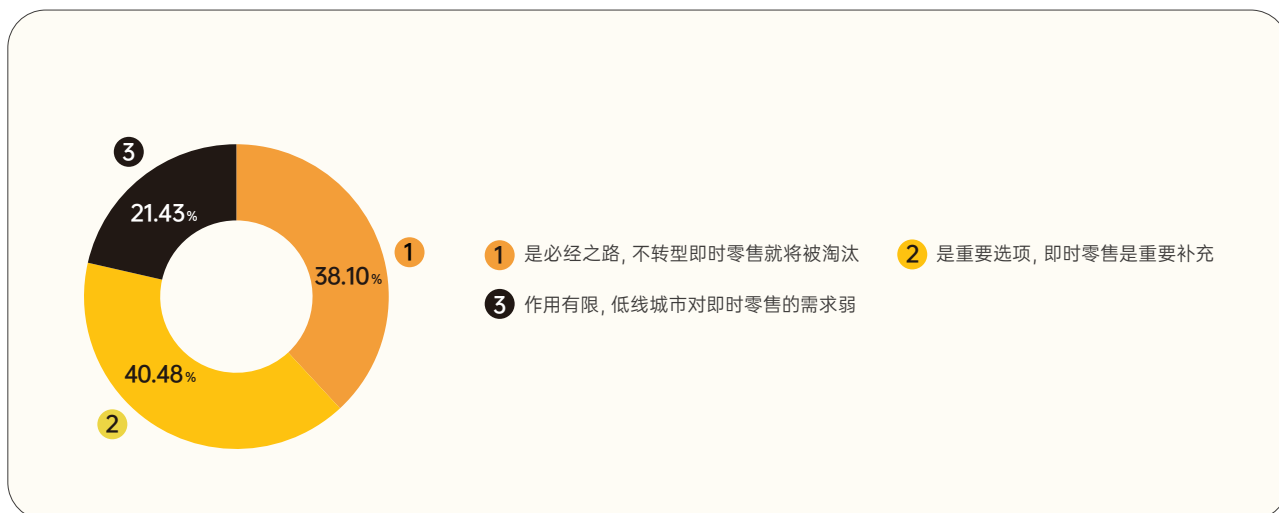 3
21.43%
1
38.10%
40.48%
2
1 是必经之路, 不转型即时零售就将被淘汰
2 是重要选项, 即时零售是重要补充
3 作用有限, 低线城市对即时零售的需求弱